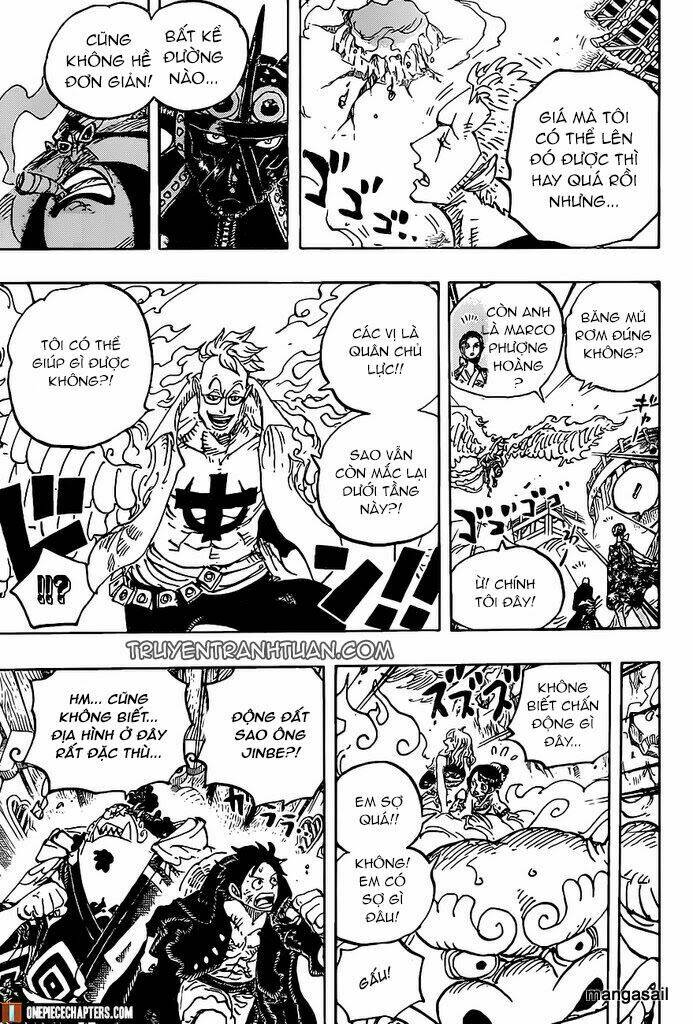 GIÁ MÀ TÔI
CÓ THỂ LÊN
ĐÓ ĐƯỢC THÌ
HAY QUÁ RỒI
NHƯNG...
BẤT KỂ
ĐƯỜNG
NÀO...
CŨNG
KHÔNG HỀ
ĐƠN GIẢN!
BĂNG MŨ
RƠM ĐÚNG
KHÔNG?
CÒN ANH
LÀ MARCO
PHƯỢNG
HOÀNG
?
Ừ! CHÍNH
TÔI ĐÂY!
CÁC VỊ LÀ
QUÂN CHỦ
LỰC!!
SAO VẪN
CÒN MẮC LẠI
DƯỚI TẦNG
NÀY?!
TÔI CÓ THỂ
GIÚP GÌ ĐƯỢC
KHÔNG?!
ドンン!!
!!?
TRUYENTRANHTUAN.COM
KHÔNG
BIẾT CHẤN
ĐỘNG GÌ
ĐÂY...
EM SỢ
QUÁ!!
KHÔNG!
EM CÓ
SỢ GÌ
ĐÂU!
GẤU!
ĐỘNG ĐẤT
SAO ÔNG
JINBE?!
HM... CŨNG
KHÔNG BIẾT...
ĐỊA HÌNH Ở ĐÂY
RẤT ĐẶC THÙ...
ONEPIECECHAPTERS.COM
mangasail